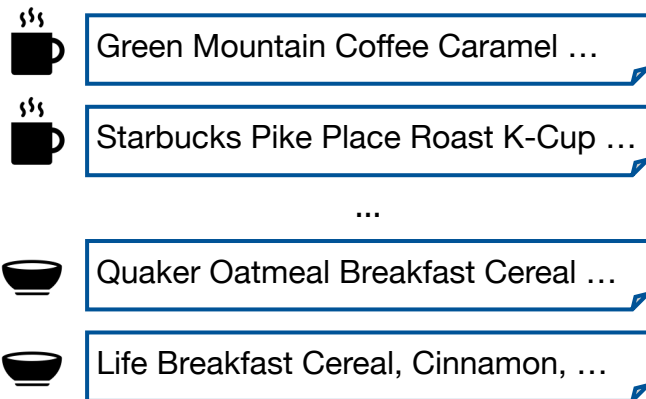 Green Mountain Coffee Caramel …
Starbucks Pike Place Roast K-Cup …
...
Quaker Oatmeal Breakfast Cereal …
Life Breakfast Cereal, Cinnamon, …